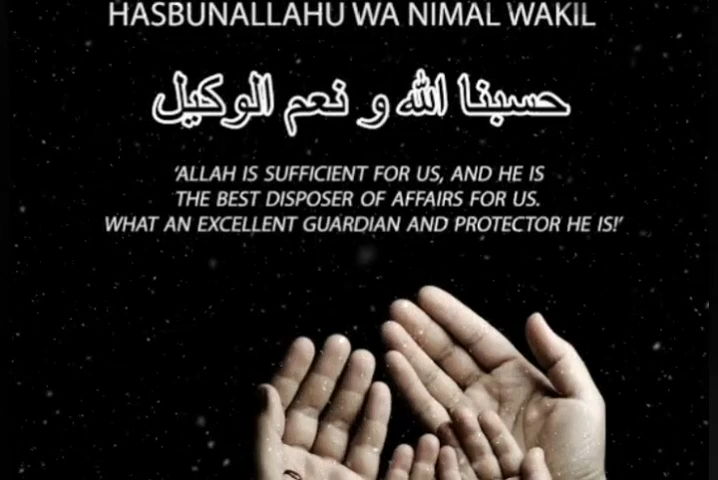 HASBUNALLAHU WA NIMAL WAKIL
حسبنا الله و نعم الوكيل
‘ALLAH IS SUFFICIENT FOR US, AND HE IS
THE BEST DISPOSER OF AFFAIRS FOR US.
WHAT AN EXCELLENT GUARDIAN AND PROTECTOR HE IS!’